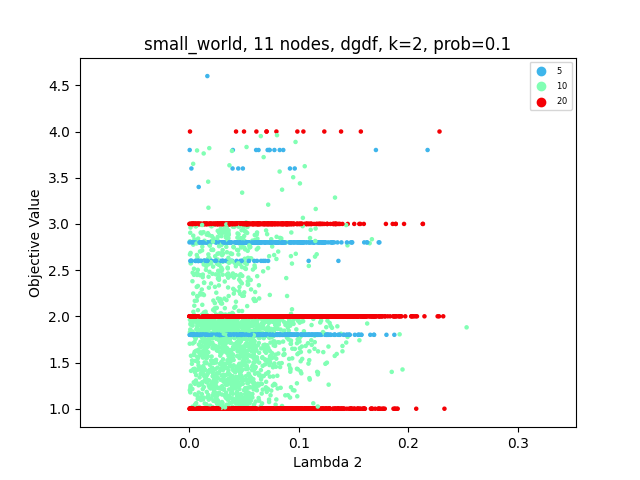 small_world, 11 nodes, dgdf, k=2, prob=0.1
5
10
20
4.5
4.0
3.5
3.0
2.5
2.0
1.5
1.0
Objective Value
0.0 0.1 0.2 0.3
Lambda 2